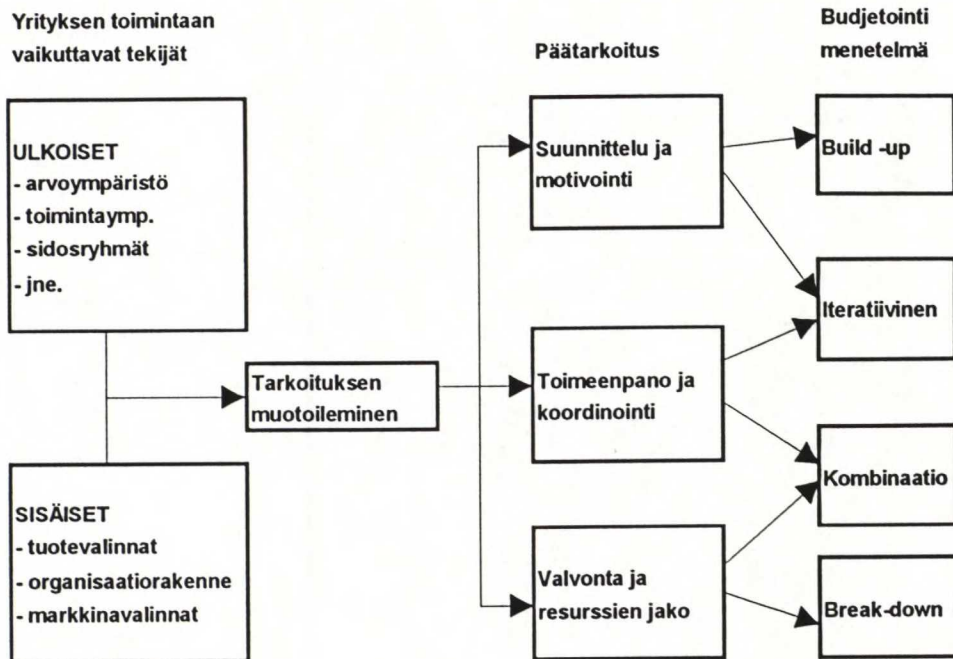 Yrityksen toimintaan
vaikuttavat tekijät
ULKOISET
- arvoympäristö
- toimintaymp.
- sidosryhmät
- jne.
SISÄISET
- tuotevalinnat
- organisaatiorakenne
- markkinavalinnat
Tarkoituksen
muotoileminen
Päätarkoitus
Suunnittelu ja
motivointi
Toimeenpano ja
koordinointi
Valvonta ja
resurssien jako
Budjetointi
menetelmä
Build -up
Iteratiivinen
Kombinaatio
Break-down